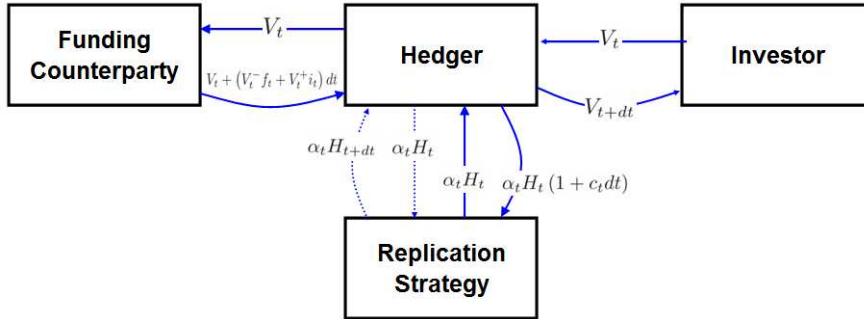 Funding
Counterparty
V_t
Hedger
V_t
Investor
V_t + (V_t^- f_t + V_t^+ i_t) dt
V_{t+dt}
α_t H_{t+dt}
α_t H_t
α_t H_t
α_t H_t (1 + c_t dt)
Replication
Strategy